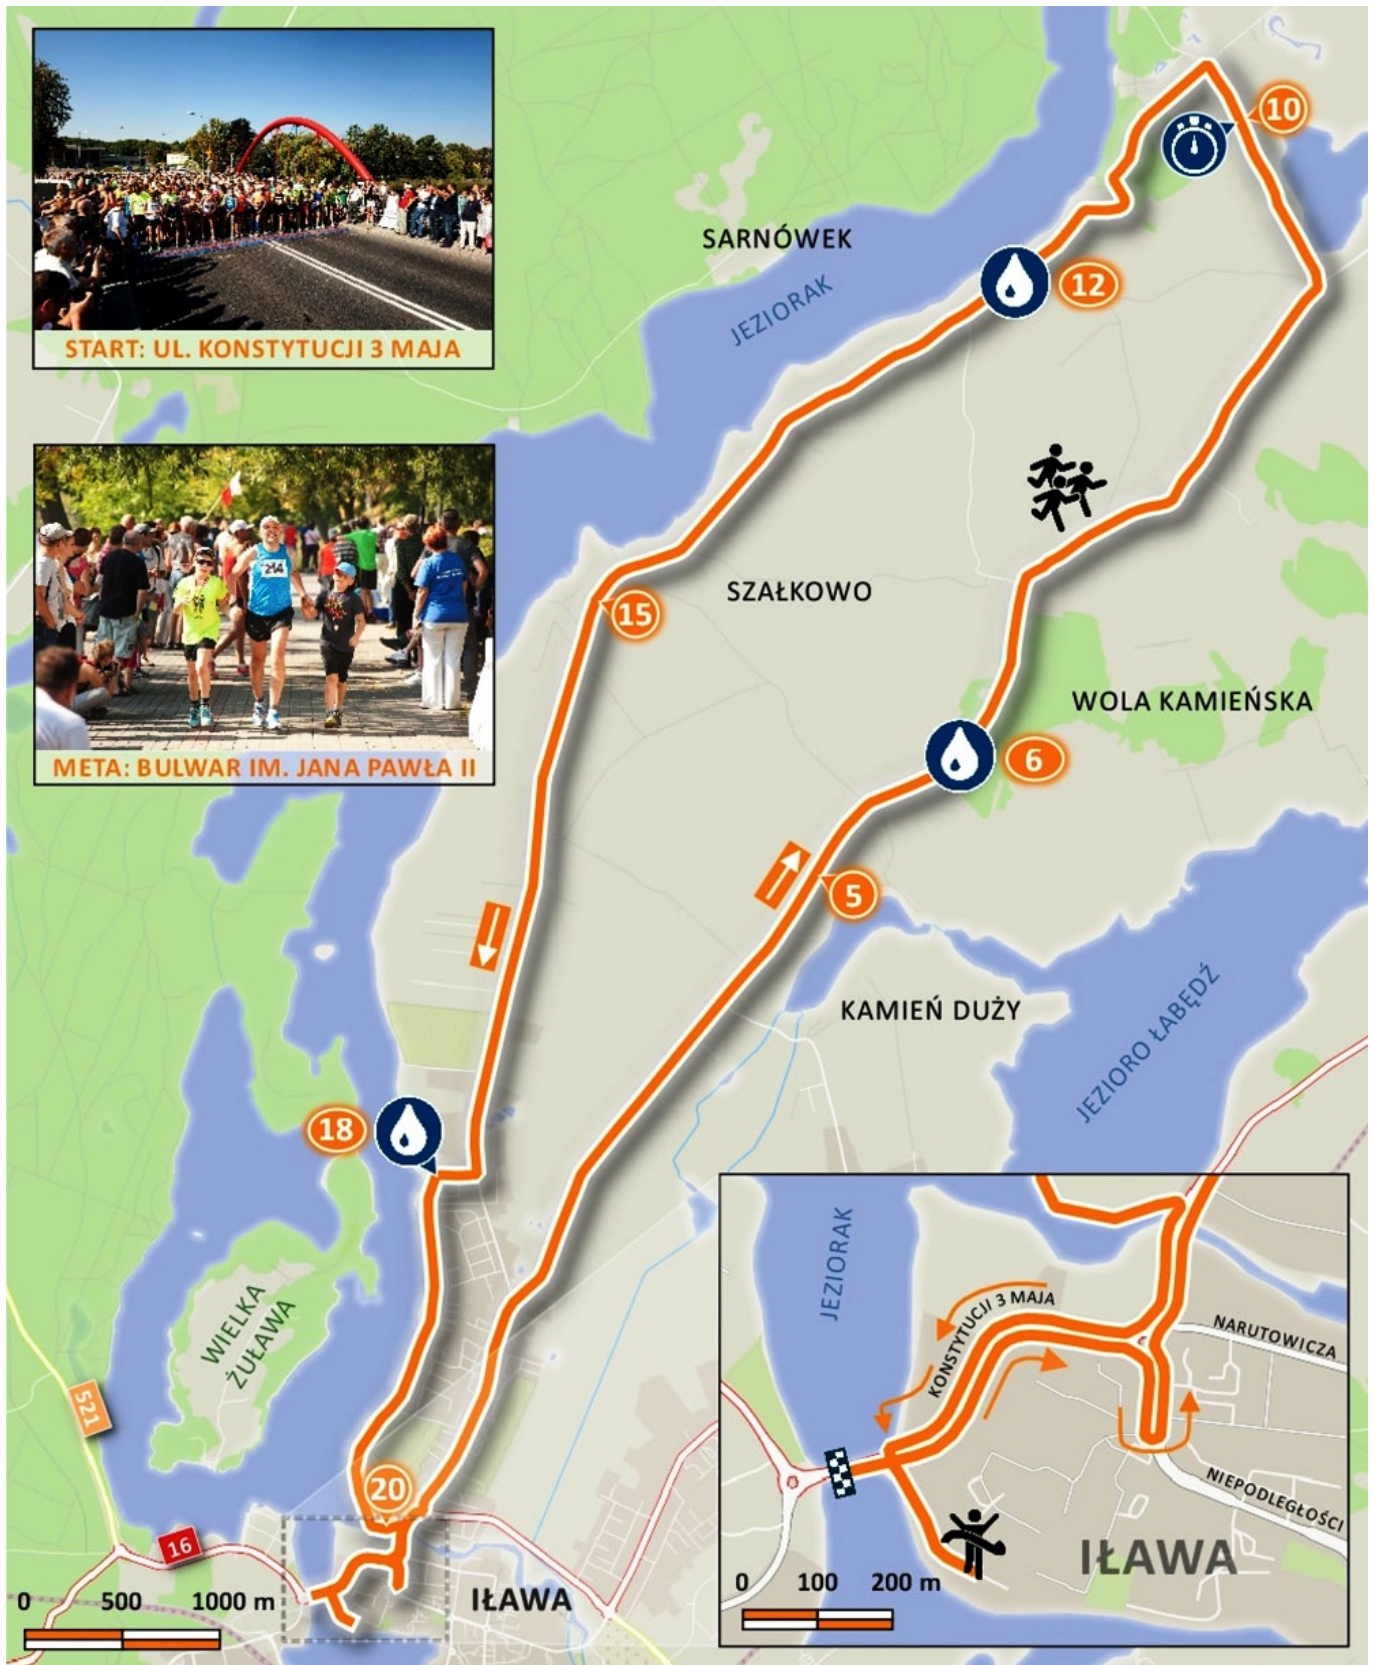 START: UL. KONSTYTUCJI 3 MAJA
214
META: BULWAR IM. JANA PAWŁA II
10
SARNÓWEK
JEZIORAK
12
SZAŁKOWO
15
WOLA KAMIEŃSKA
6
5
KAMIEŃ DUŻY
JEZIORO ŁABĘDŹ
18
WIELKA
ŻUŁAWA
521
20
16
0 500 1000 m
IŁAWA
JEZIORAK
KONSTYTUCJI 3 MAJA
NARUTOWICZA
NIEPODLEGŁOŚCI
IŁAWA
0 100 200 m